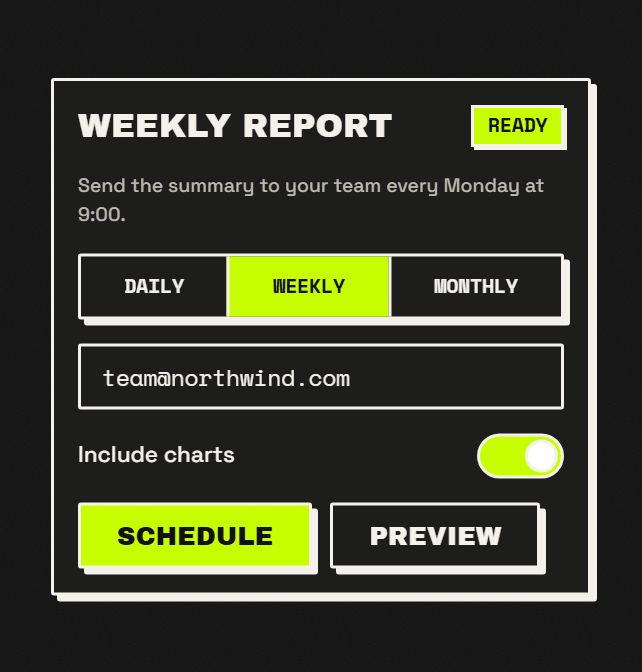 WEEKLY REPORT
READY
Send the summary to your team every Monday at
9:00.
DAILY
WEEKLY
MONTHLY
team@northwind.com
Include charts
SCHEDULE
PREVIEW